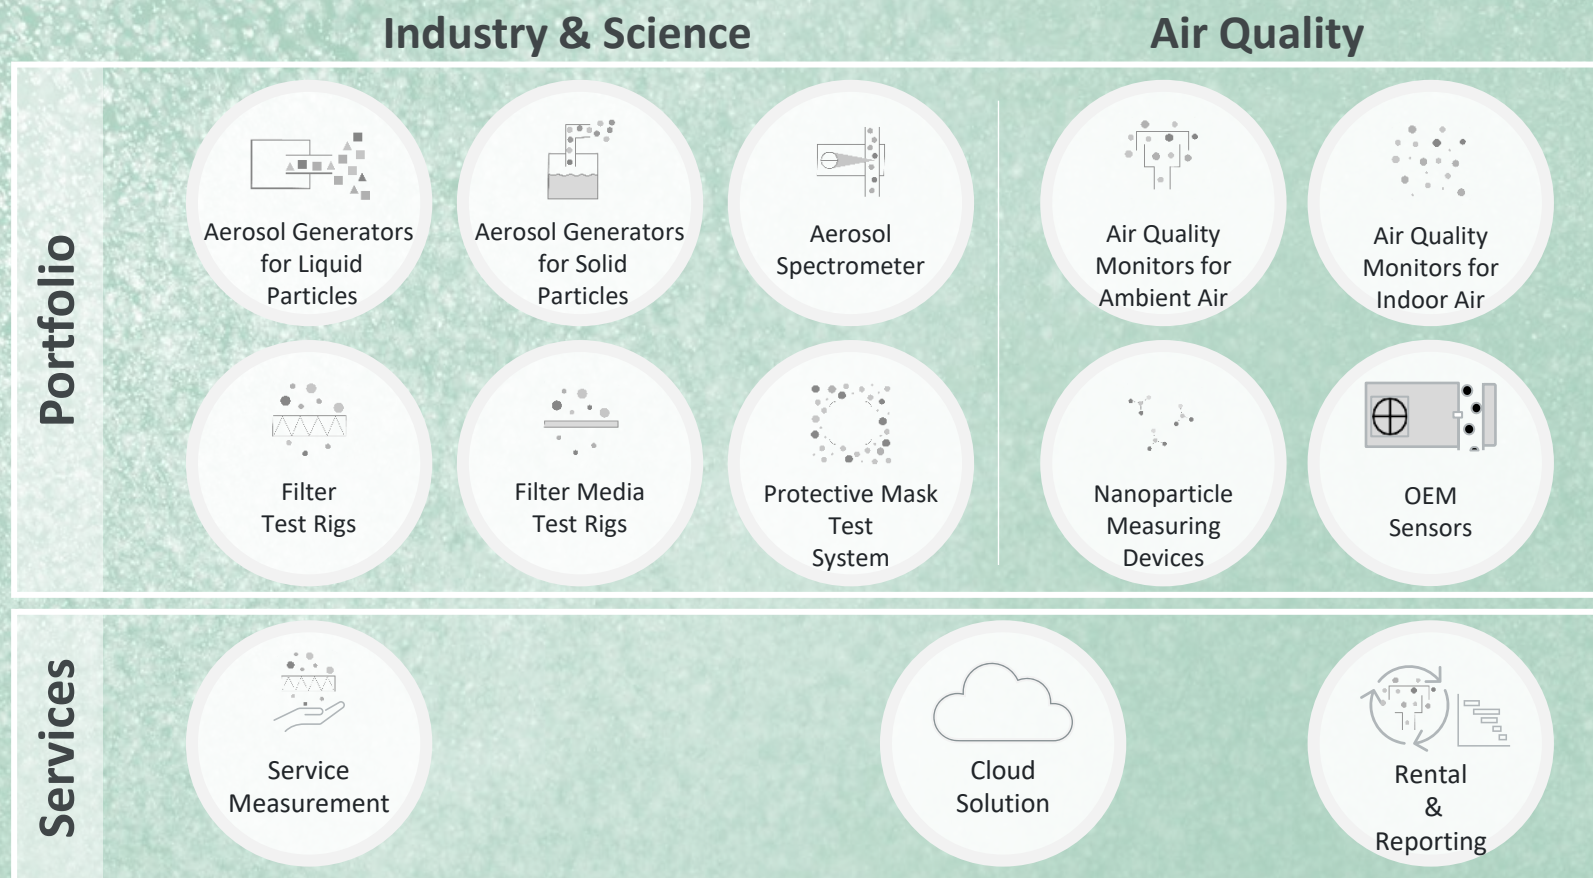 Industry & Science
Air Quality
Portfolio
Aerosol Generators
for Liquid
Particles
Aerosol Generators
for Solid
Particles
Aerosol
Spectrometer
Air Quality
Monitors for
Ambient Air
Air Quality
Monitors for
Indoor Air
Filter
Test Rigs
Filter Media
Test Rigs
Protective Mask
Test
System
Nanoparticle
Measuring
Devices
OEM
Sensors
Services
Service
Measurement
Cloud
Solution
Rental
&
Reporting